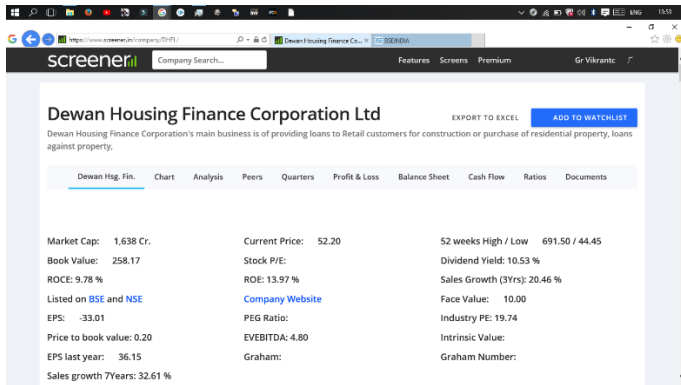 ENG 13:53
https://www.screener.in/company/DHFL/
Dewan Housing Finance Co... ×
BSE BSEINDIA
screener
Company Search...
Features Screens Premium
Gr Vikrantc
Dewan Housing Finance Corporation Ltd
EXPORT TO EXCEL
ADD TO WATCHLIST
Dewan Housing Finance Corporation's main business is of providing loans to Retail customers for construction or purchase of residential property, loans
against property,
Dewan Hsg. Fin. Chart Analysis Peers Quarters Profit & Loss Balance Sheet Cash Flow Ratios Documents
Market Cap: 1,638 Cr. Current Price: 52.20 52 weeks High / Low 691.50 / 44.45
Book Value: 258.17 Stock P/E: Dividend Yield: 10.53 %
ROCE: 9.78 % ROE: 13.97 % Sales Growth (3Yrs): 20.46 %
Listed on BSE and NSE Company Website Face Value: 10.00
EPS: -33.01 PEG Ratio: Industry PE: 19.74
Price to book value: 0.20 EVEBITDA: 4.80 Intrinsic Value:
EPS last year: 36.15 Graham: Graham Number:
Sales growth 7Years: 32.61 %